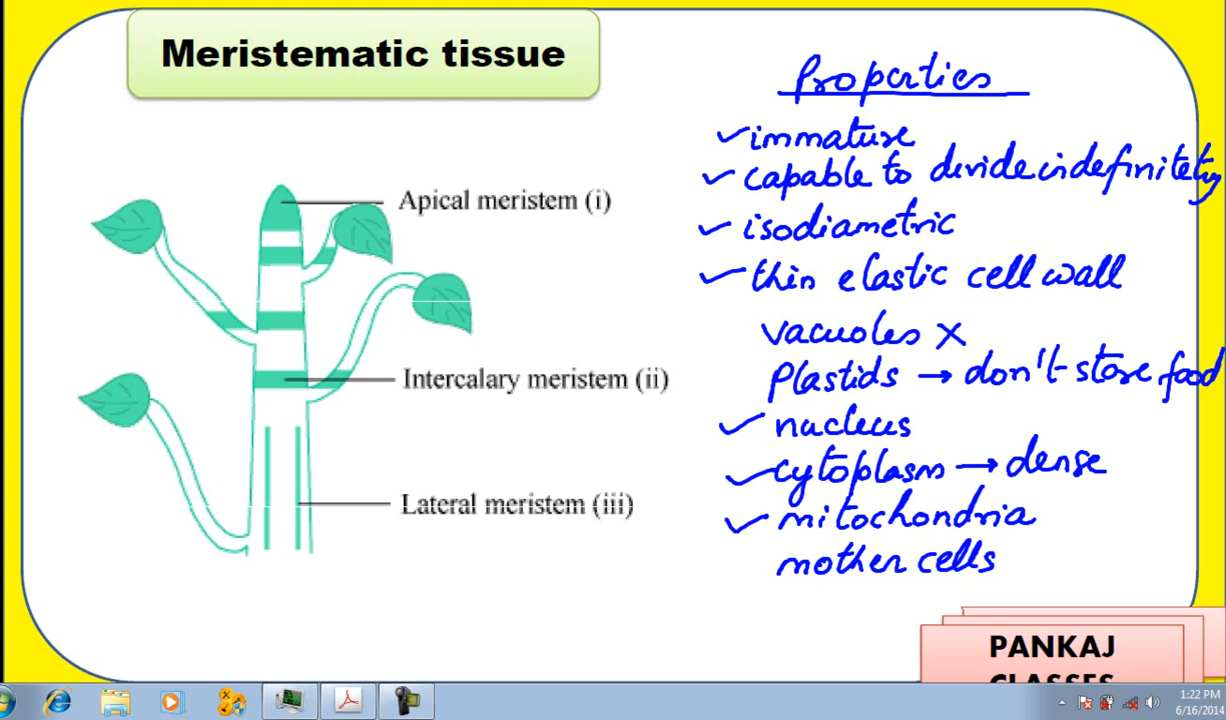 Meristematic tissue
Properties
immature
capable to divide indefinitely
isodiametric
thin elastic cell wall
vacuoles x
plastids → don't store food
nucleus
cytoplasm → dense
mitochondria
mother cells
Apical meristem (i)
Intercalary meristem (ii)
Lateral meristem (iii)
PANKAJ
CLASSES
1:22 PM
6/16/2014